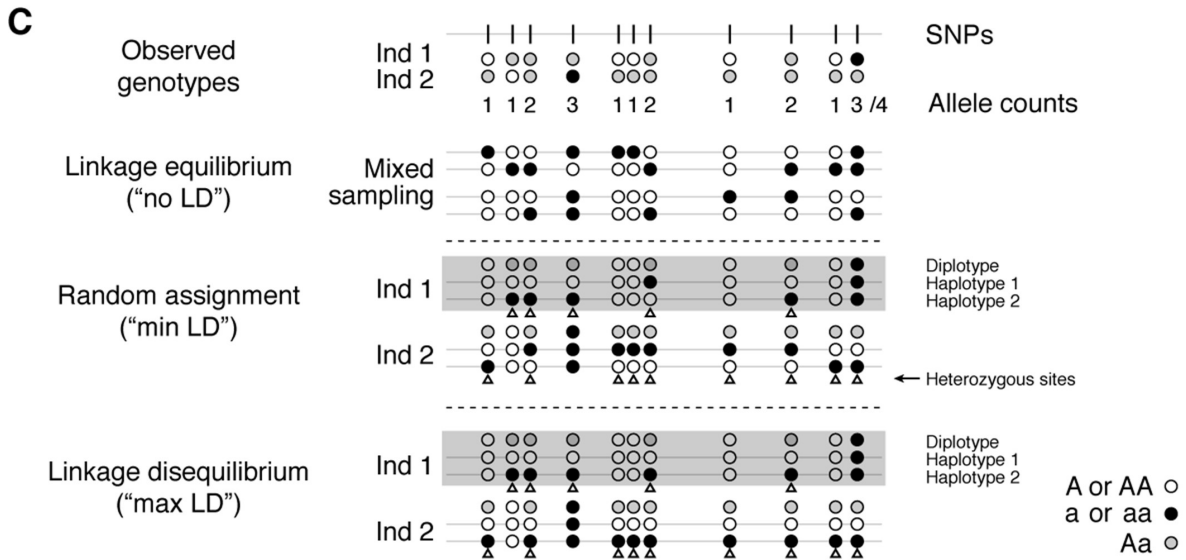 C
Observed
genotypes
Ind 1
Ind 2
SNPs
1 1 2 3 1 1 2 1 2 1 3 /4
Allele counts
Linkage equilibrium
(“no LD”)
Mixed
sampling
Random assignment
(“min LD”)
Ind 1
Diplotype
Haplotype 1
Haplotype 2
Ind 2
Heterozygous sites
Linkage disequilibrium
(“max LD”)
Ind 1
Diplotype
Haplotype 1
Haplotype 2
Ind 2
A or AA
a or aa
Aa